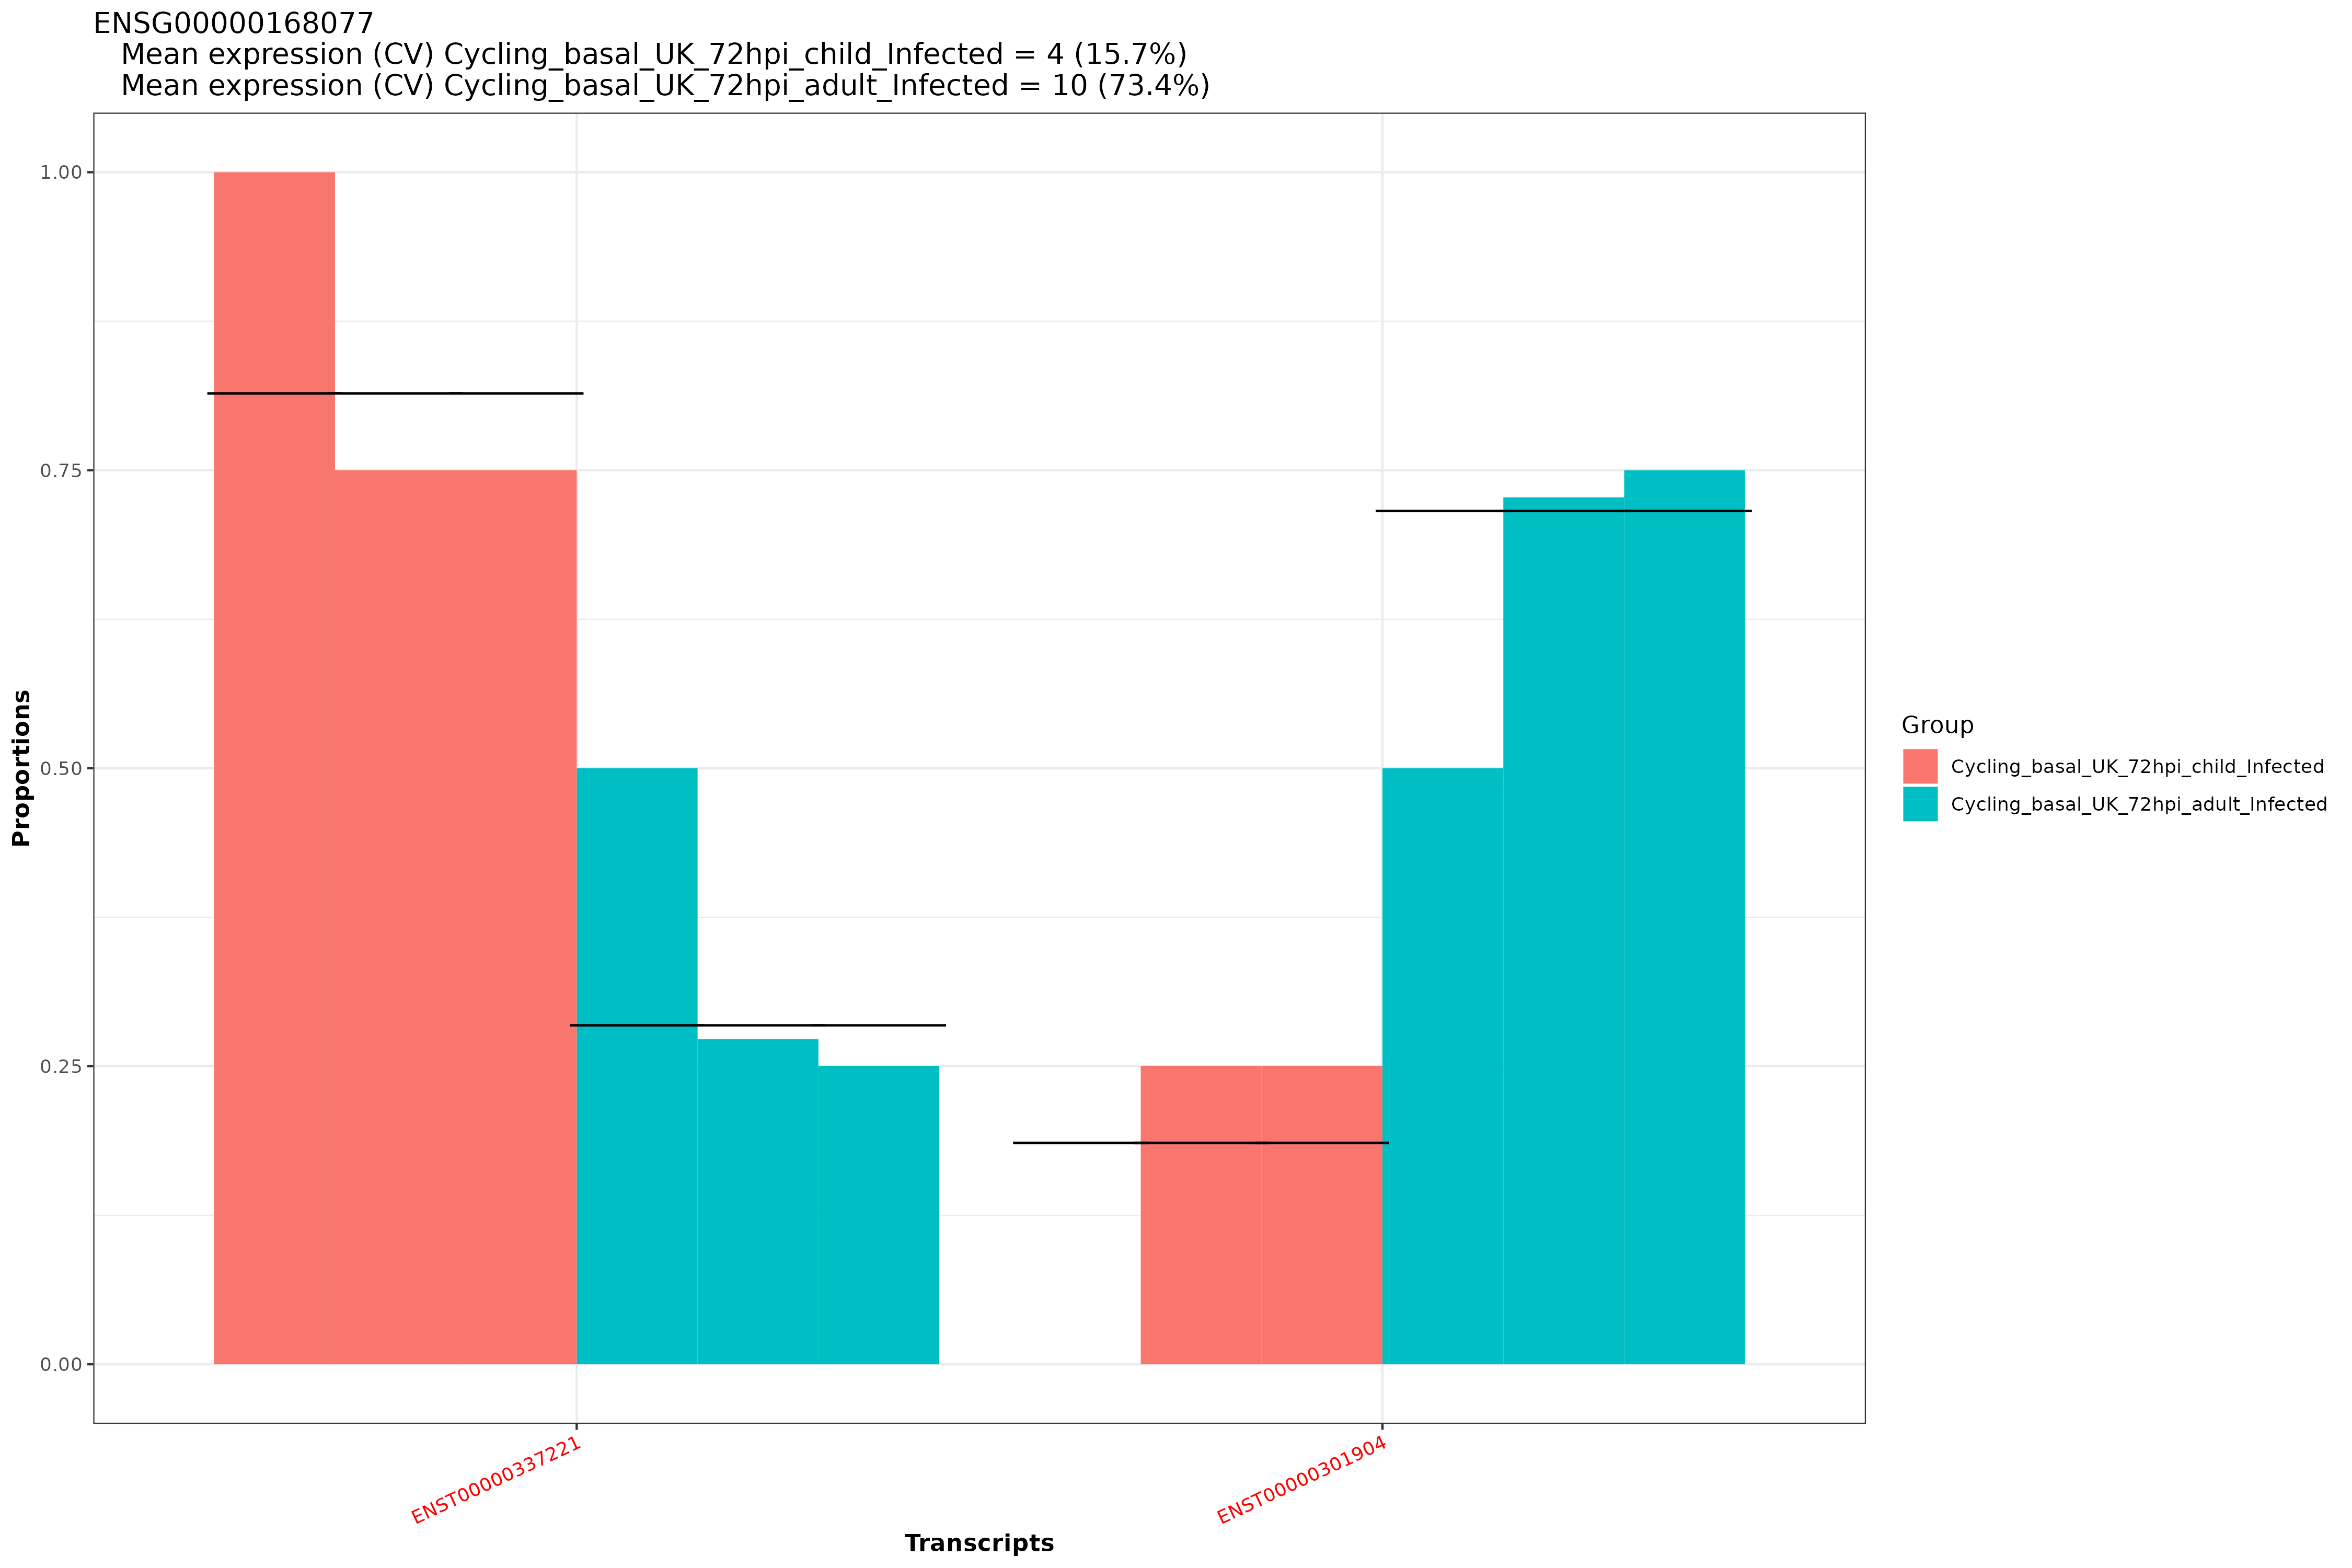 ENSG00000168077
Mean expression (CV) Cycling_basal_UK_72hpi_child_Infected = 4 (15.7%)
Mean expression (CV) Cycling_basal_UK_72hpi_adult_Infected = 10 (73.4%)
1.00
0.75
0.50
0.25
0.00
Proportions
ENST00000337221
ENST00000301904
Transcripts
Group
Cycling_basal_UK_72hpi_child_Infected
Cycling_basal_UK_72hpi_adult_Infected